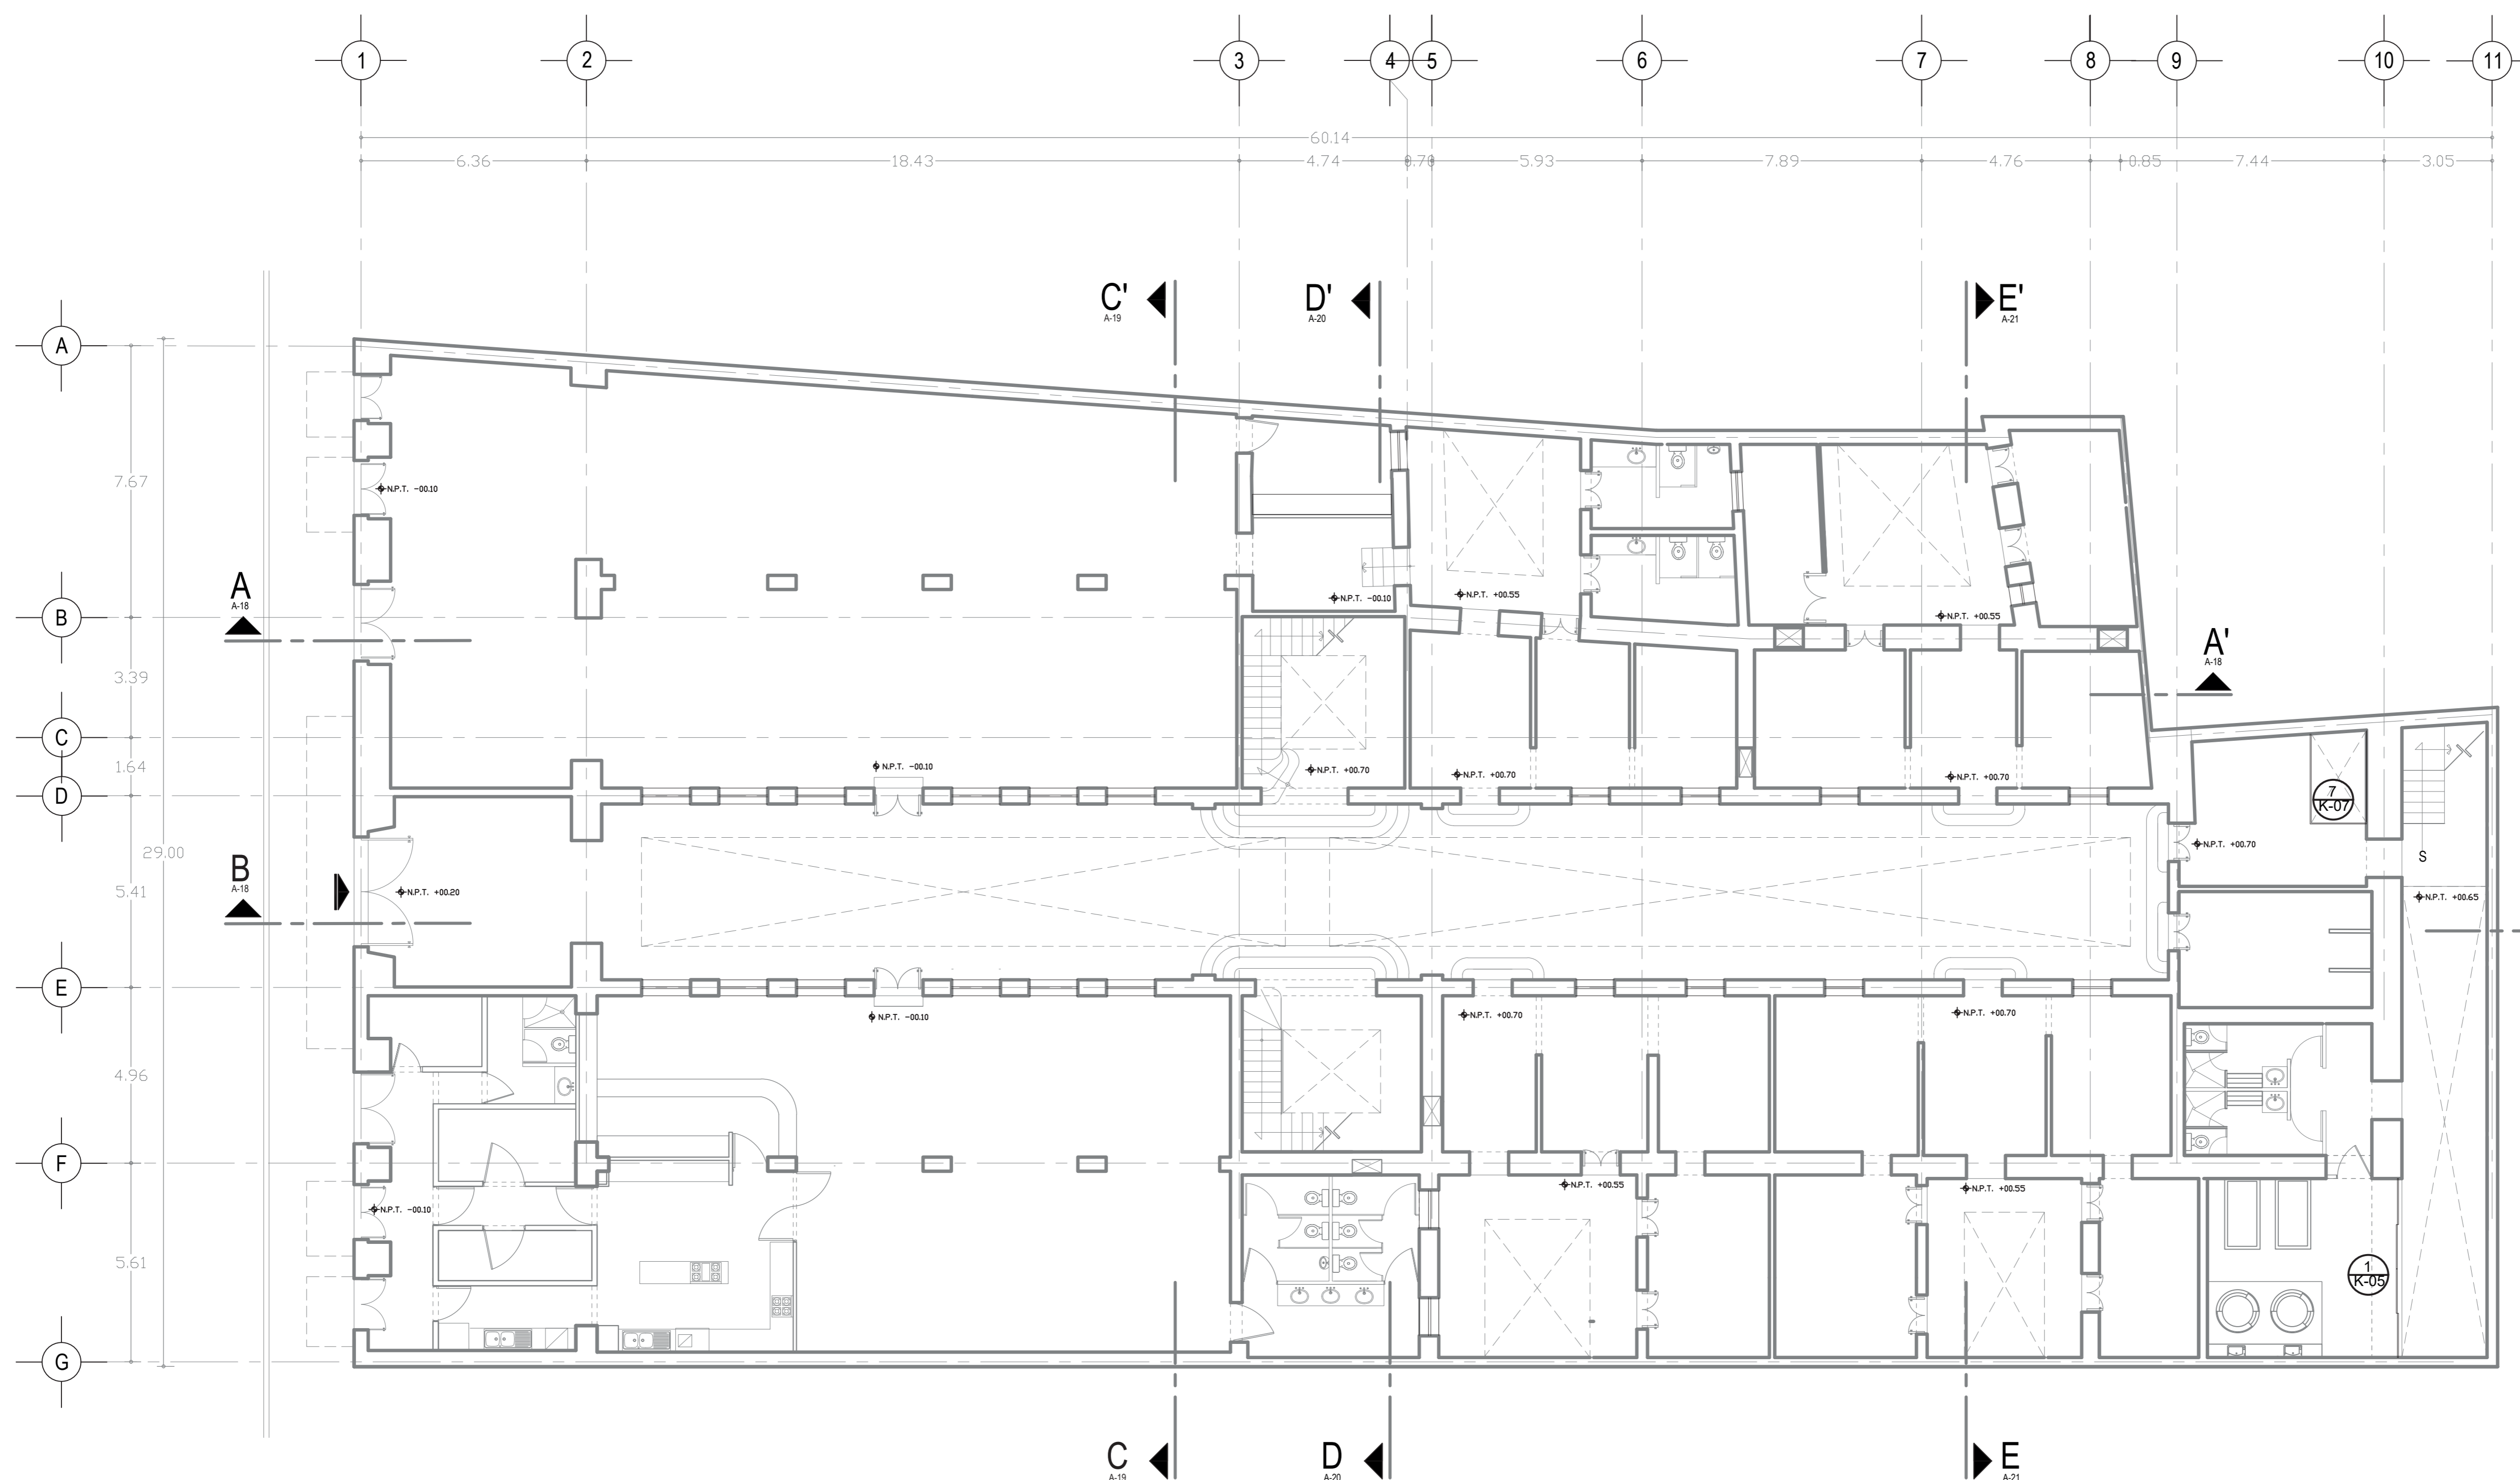 1 2 3 4 5 6 7 8 9 10 11
60.14
6.36 18.43 4.74 0.70 5.93 7.89 4.76 0.85 7.44 3.05
C' D' E'
A-19 A-20 A-21
A
7.67
N.P.T. -00.10
A
A-18
B
N.P.T. -00.10
N.P.T. +00.55
N.P.T. +00.55
A'
A-18
3.39
C
1.64
N.P.T. -00.10
N.P.T. +00.70
N.P.T. +00.70
N.P.T. +00.70
D
7
K-07
29.00
N.P.T. +00.70
S
B
A-18
5.41
N.P.T. +00.20
N.P.T. +00.65
E
N.P.T. -00.10
N.P.T. +00.70
N.P.T. +00.70
4.96
F
N.P.T. +00.55
N.P.T. +00.55
N.P.T. -00.10
5.61
1
K-05
G
C D E
A-19 A-20 A-21